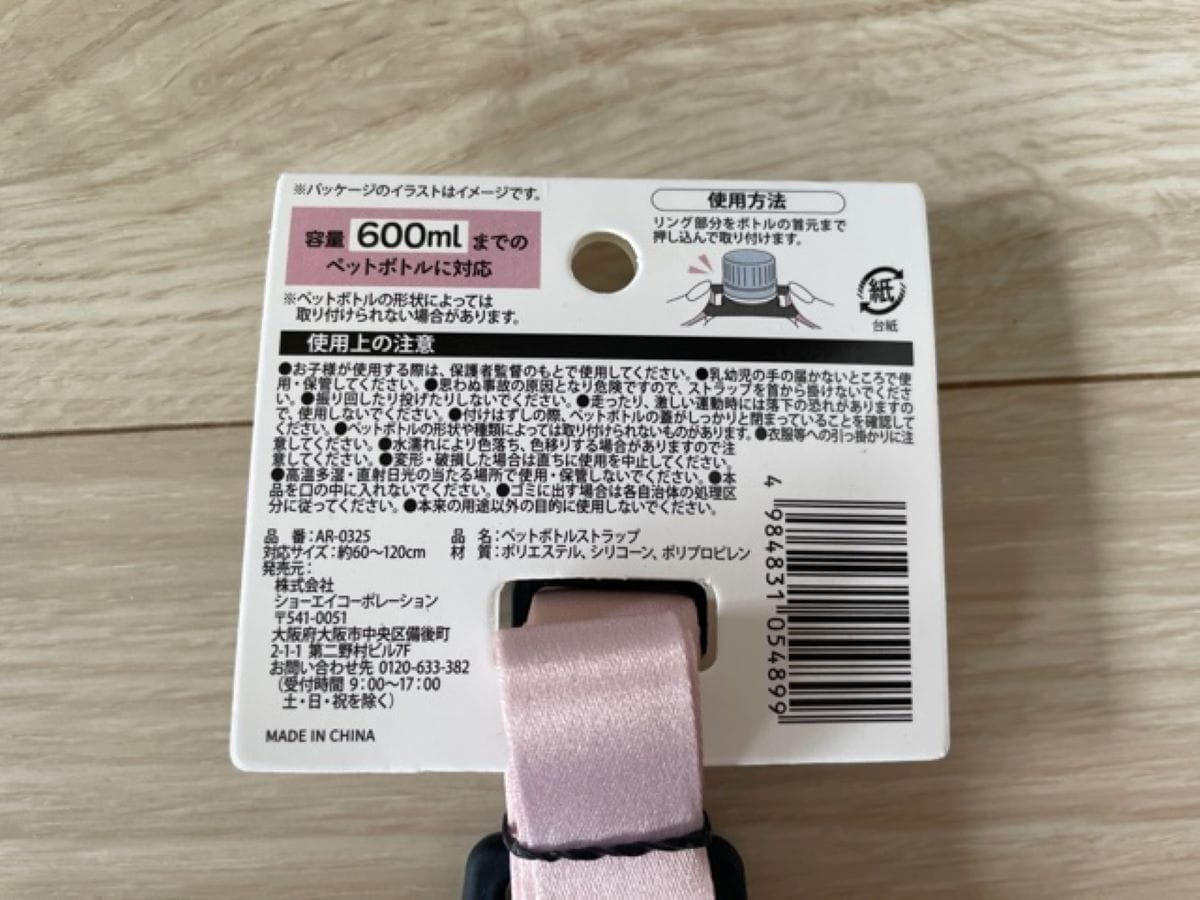 ※パッケージのイラストはイメージです。
容量 600ml までの
ペットボトルに対応
※ペットボトルの形状によっては
取り付けられない場合があります。
使用方法
リング部分をボトルの首元まで
押し込んで取り付けます。
紙
台紙
使用上の注意
●お子様が使用する際は、保護者監督のもとで使用してください。●乳幼児の手の届かないところで使
用・保管してください。●思わぬ事故の原因となり危険ですので、ストラップを首から掛けないでくださ
い。●振り回したり投げたりしないでください。●走ったり、激しい運動時には落下の恐れがありますの
で、使用しないでください。●付けはずしの際、ペットボトルの蓋がしっかりと閉まっていることを確認して
ください。●ペットボトルの形状や種類によっては取り付けられないものがあります。●衣服等への引っ掛かりに注
意してください。●水濡れにより色落ち、色移りする場合がありますので注
意してください。●変形・破損した場合は直ちに使用を中止してください。
●高温多湿・直射日光の当たる場所で使用・保管しないでください。●本
品を口の中に入れないでください。●ゴミに出す場合は各自治体の処理区
分に従ってください。●本来の用途以外の目的に使用しないでください。
品 番：AR-0325 品 名：ペットボトルストラップ
対応サイズ：約60〜120cm 材 質：ポリエステル、シリコーン、ポリプロピレン
発売元：
株式会社
ショーエイコーポレーション
〒541-0051
大阪府大阪市中央区備後町
2-1-1 第二野村ビル7F
お問い合わせ先 0120-633-382
（受付時間 9：00〜17：00
土・日・祝を除く）
MADE IN CHINA
4 984831 054899